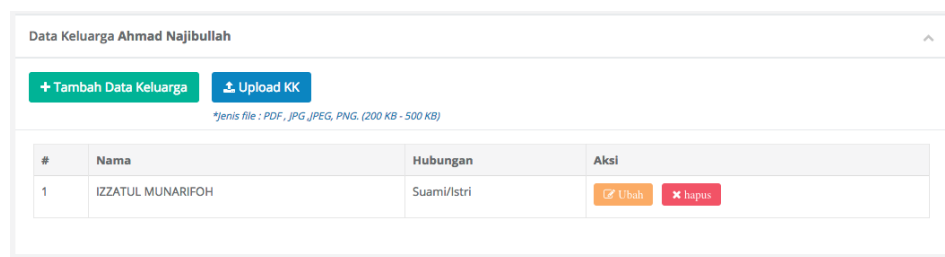 Data Keluarga Ahmad Najibullah
+ Tambah Data Keluarga Upload KK
*Jenis file : PDF , JPG ,JPEG, PNG. (200 KB - 500 KB)
# Nama Hubungan Aksi
1 IZZATUL MUNARIFOH Suami/Istri Ubah hapus